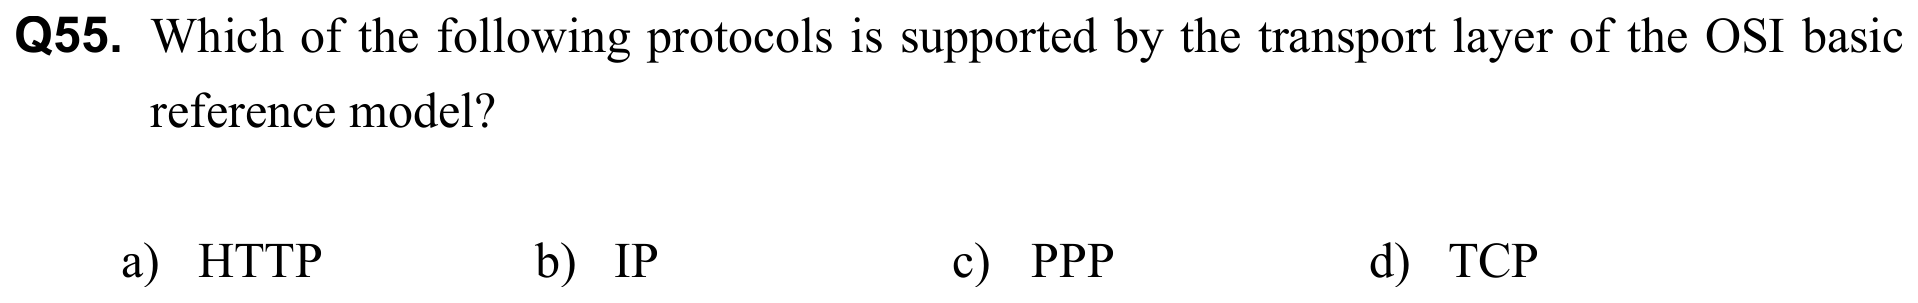 Q55. Which of the following protocols is supported by the transport layer of the OSI basic
reference model?
a) HTTP b) IP c) PPP d) TCP